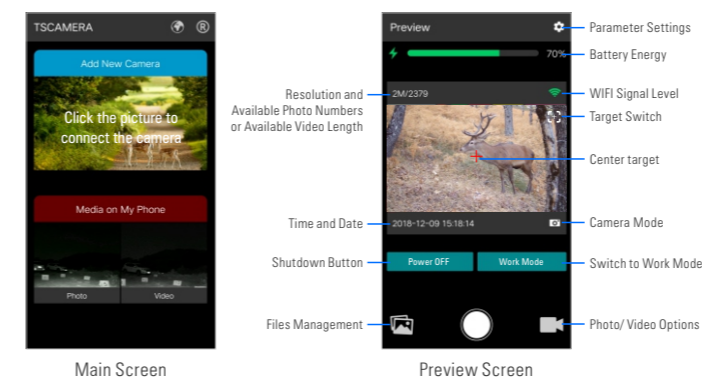 TSCAMERA
®
Add New Camera
Click the picture to
connect the camera
Media on My Phone
Photo
Video
Main Screen
Resolution and
Available Photo Numbers
or Available Video Length
Time and Date
Shutdown Button
Files Management
Preview
70%
2M/2379
2018-12-09 15:18:14
Power OFF
Work Mode
Preview Screen
Parameter Settings
Battery Energy
WIFI Signal Level
Target Switch
Center target
Camera Mode
Switch to Work Mode
Photo/ Video Options